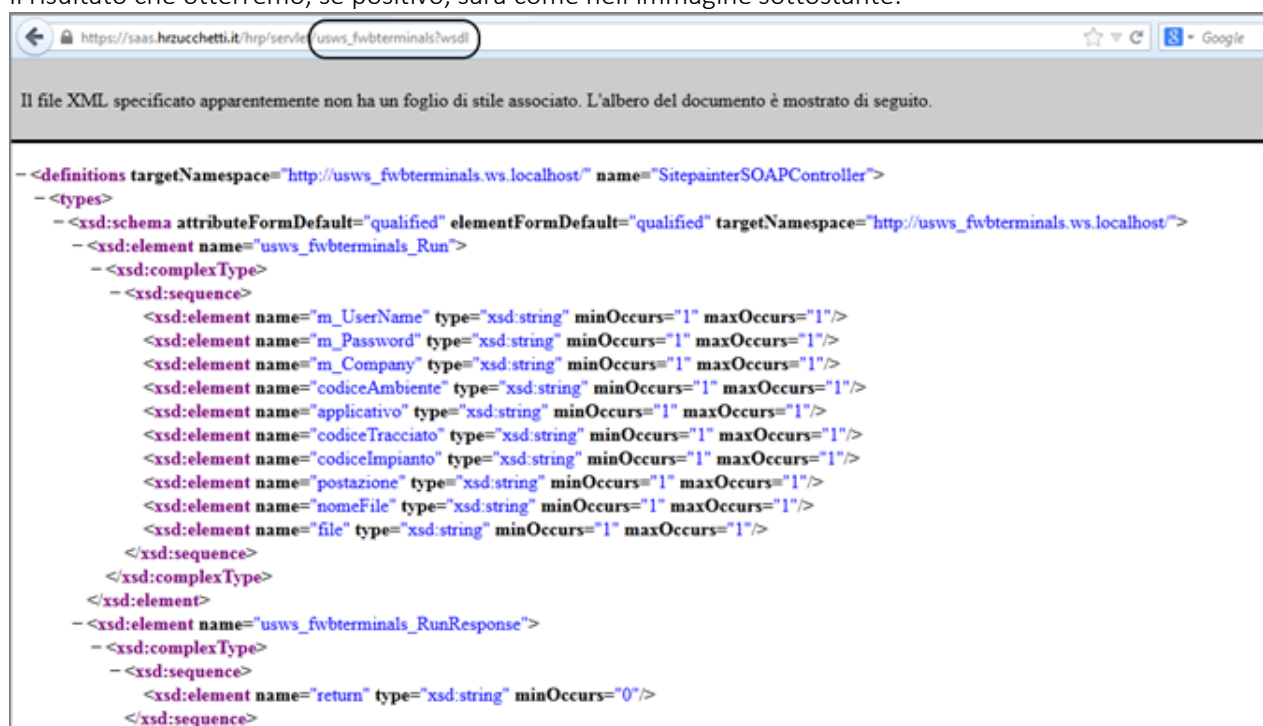 il risultato che otterremo, se positivo, sarà come nell'immagine sottostante:
https://saas.hrzucchetti.it/hrp/servlet/usws_fwbterminals?wsdl
8 - Google
Il file XML specificato apparentemente non ha un foglio di stile associato. L'albero del documento è mostrato di seguito.
- <definitions targetNamespace="http://usws_fwbterminals.ws.localhost/" name="SitepainterSOAPController">
- <types>
- <xsd:schema attributeFormDefault="qualified" elementFormDefault="qualified" targetNamespace="http://usws_fwbterminals.ws.localhost/">
- <xsd:element name="usws_fwbterminals_Run">
- <xsd:complexType>
- <xsd:sequence>
<xsd:element name="m_UserName" type="xsd:string" minOccurs="1" maxOccurs="1"/>
<xsd:element name="m_Password" type="xsd:string" minOccurs="1" maxOccurs="1"/>
<xsd:element name="m_Company" type="xsd:string" minOccurs="1" maxOccurs="1"/>
<xsd:element name="codiceAmbiente" type="xsd:string" minOccurs="1" maxOccurs="1"/>
<xsd:element name="applicativo" type="xsd:string" minOccurs="1" maxOccurs="1"/>
<xsd:element name="codiceTracciato" type="xsd:string" minOccurs="1" maxOccurs="1"/>
<xsd:element name="codiceImpianto" type="xsd:string" minOccurs="1" maxOccurs="1"/>
<xsd:element name="postazione" type="xsd:string" minOccurs="1" maxOccurs="1"/>
<xsd:element name="nomeFile" type="xsd:string" minOccurs="1" maxOccurs="1"/>
<xsd:element name="file" type="xsd:string" minOccurs="1" maxOccurs="1"/>
</xsd:sequence>
</xsd:complexType>
</xsd:element>
- <xsd:element name="usws_fwbterminals_RunResponse">
- <xsd:complexType>
- <xsd:sequence>
<xsd:element name="return" type="xsd:string" minOccurs="0"/>
</xsd:sequence>